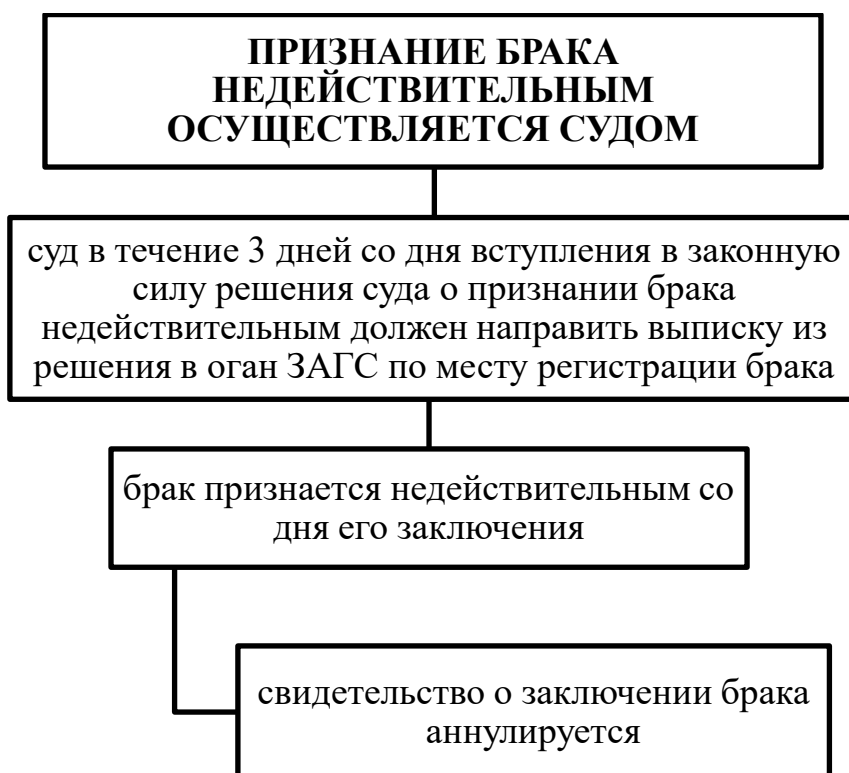 ПРИЗНАНИЕ БРАКА
НЕДЕЙСТВИТЕЛЬНЫМ
ОСУЩЕСТВЛЯЕТСЯ СУДОМ
суд в течение 3 дней со дня вступления в законную
силу решения суда о признании брака
недействительным должен направить выписку из
решения в оган ЗАГС по месту регистрации брака
брак признается недействительным со
дня его заключения
свидетельство о заключении брака
аннулируется